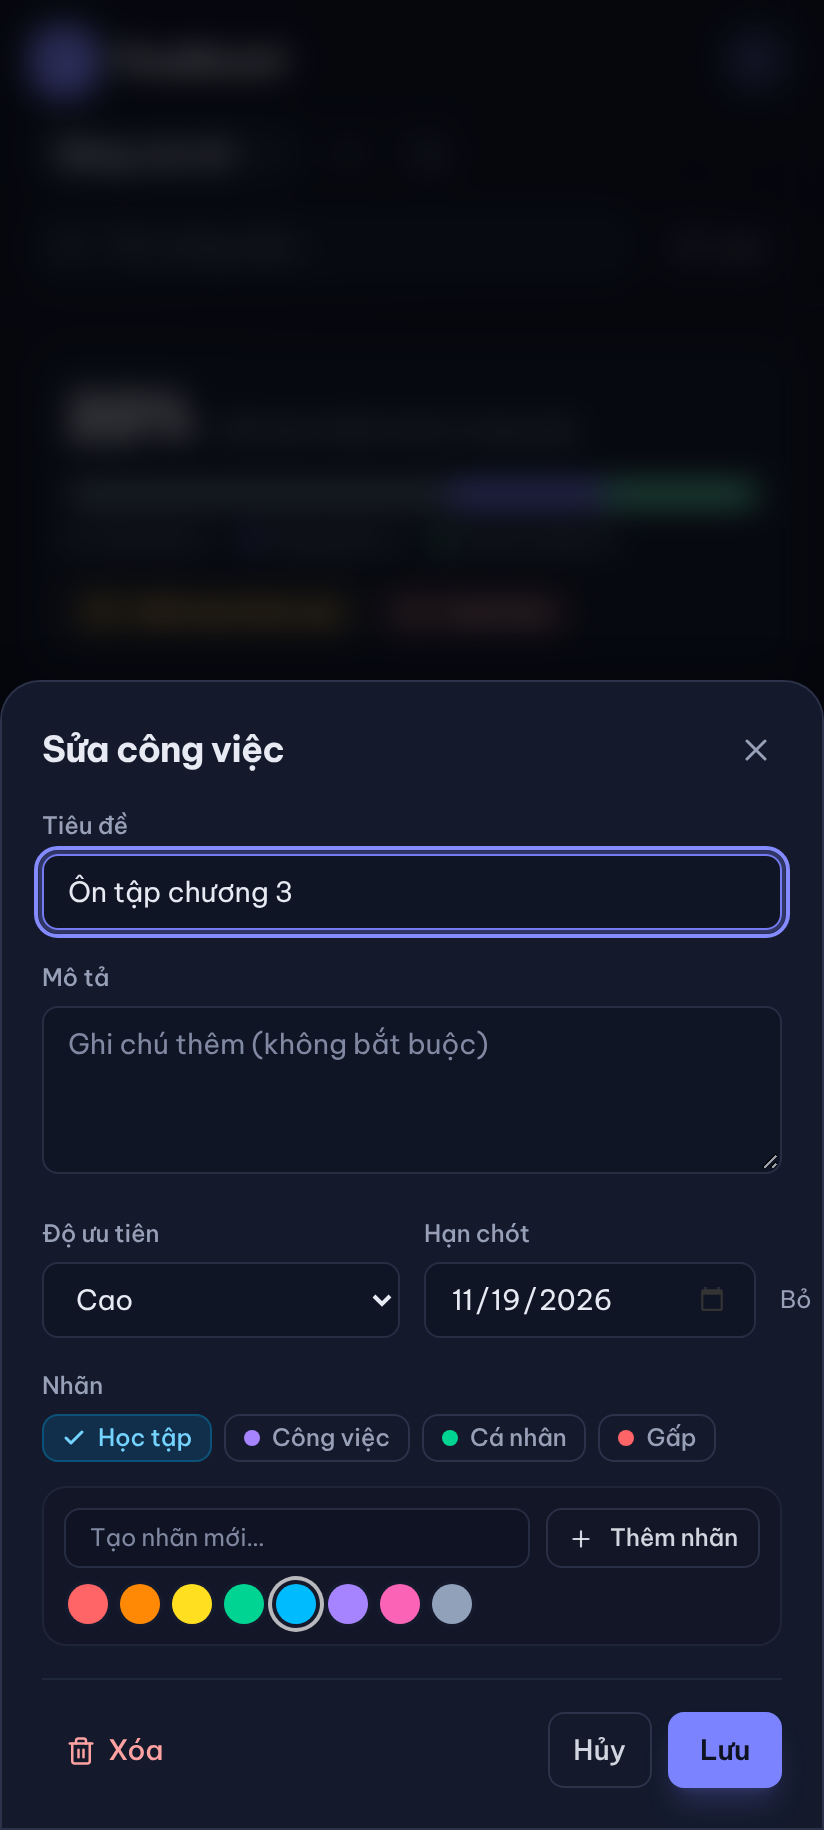 Sửa công việc
Tiêu đề
Ôn tập chương 3
Mô tả
Ghi chú thêm (không bắt buộc)
Độ ưu tiên
Hạn chót
Cao
11/19/2026
Bỏ
Nhãn
Học tập
Công việc
Cá nhân
Gấp
Tạo nhãn mới...
Thêm nhãn
Xóa
Hủy
Lưu